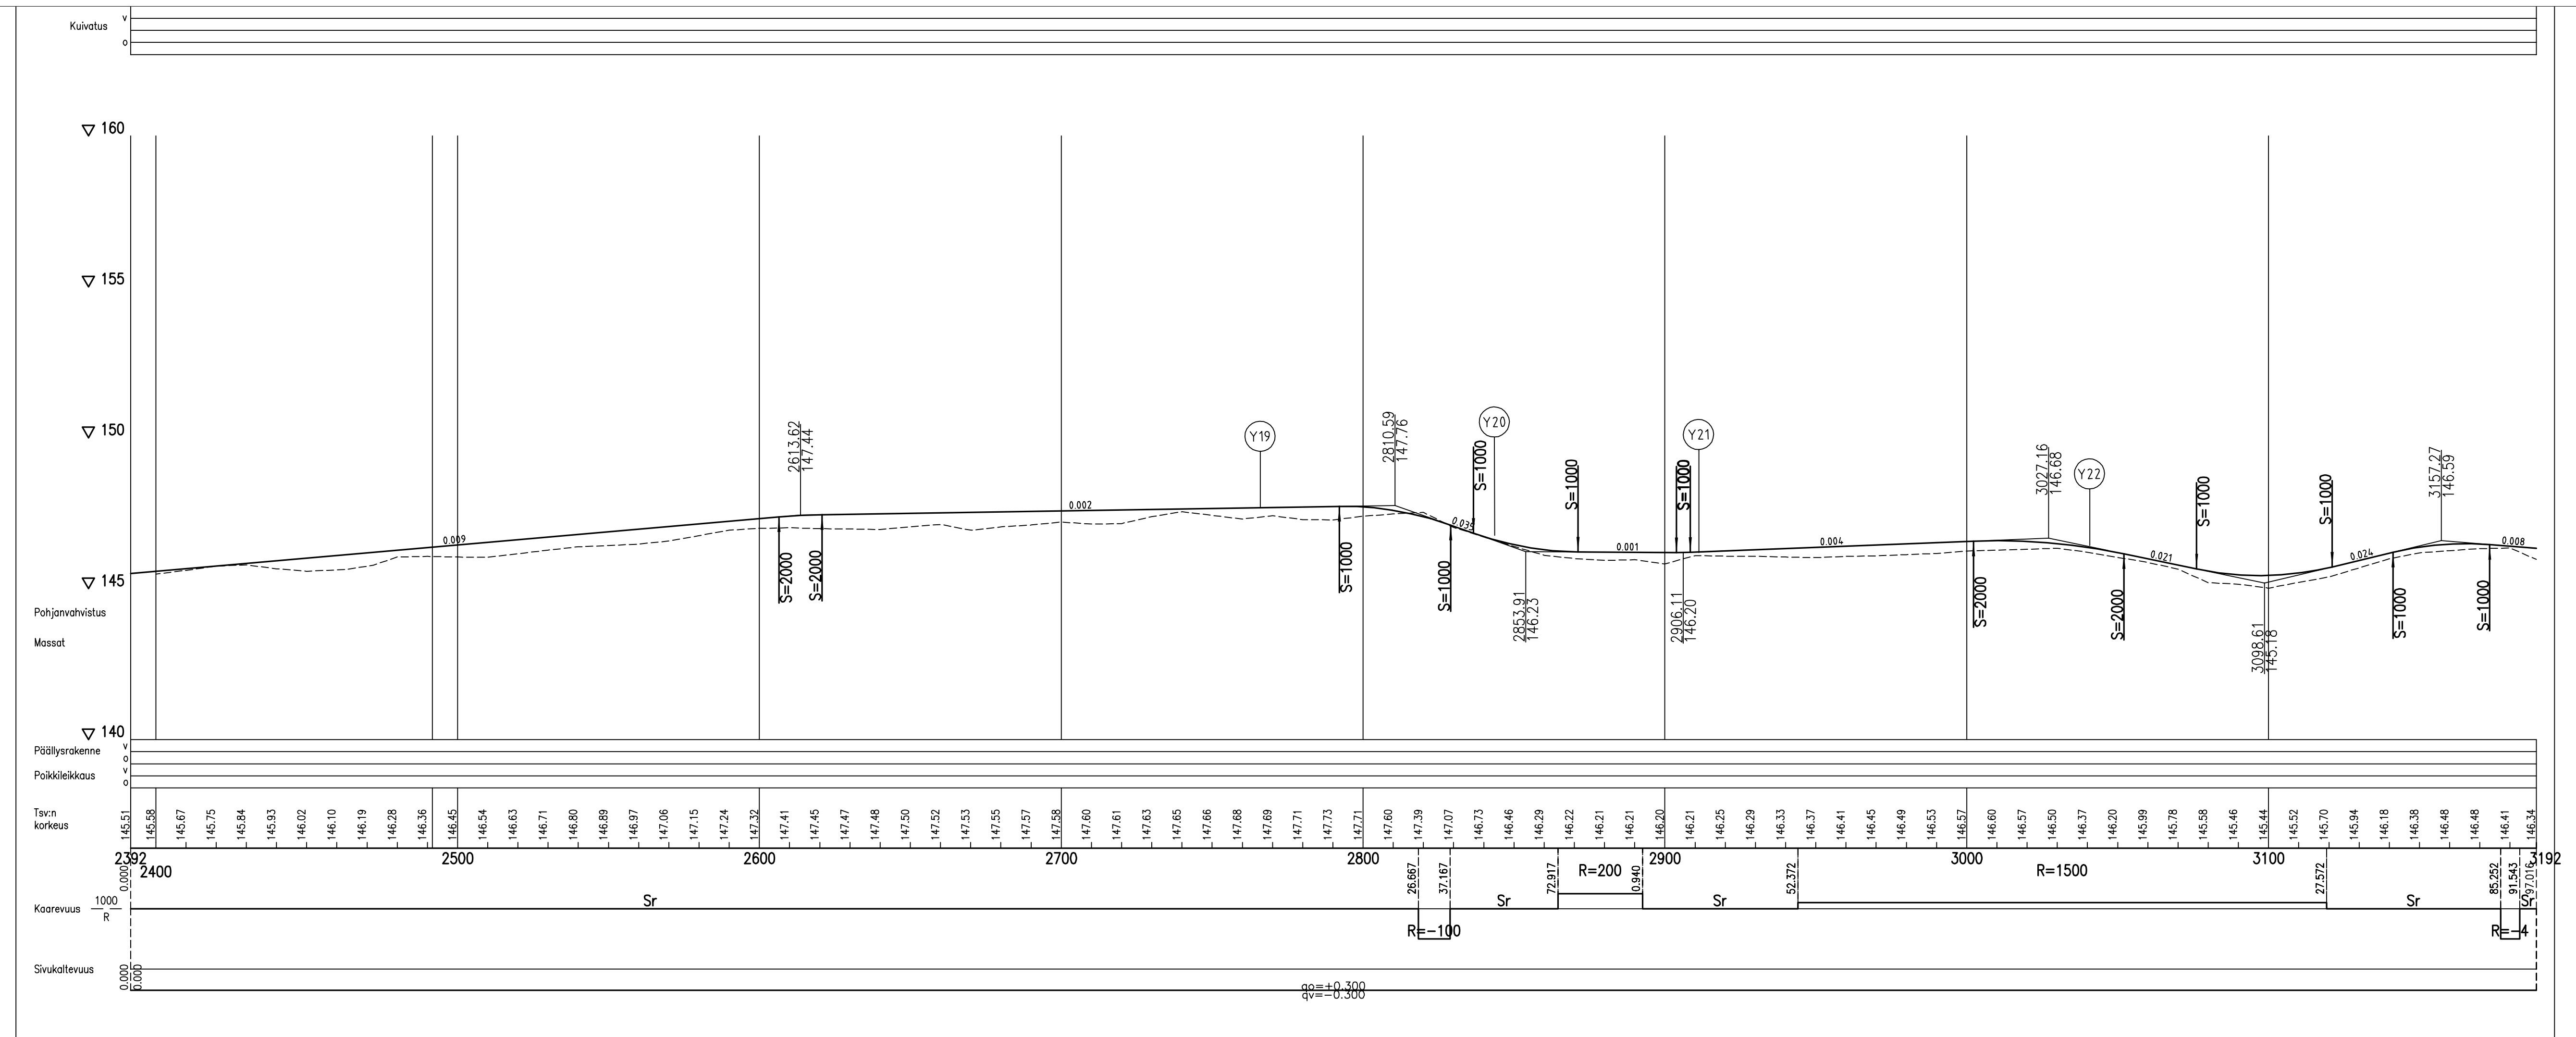 Kuivatus
v
o
160
155
150
145
140
2613.62
147.44
Y19
2810.59
147.76
S=1000
Y20
S=1000
S=1000
Y21
3027.16
146.68
Y22
S=1000
S=1000
3157.27
146.59
0.009
0.002
0.035
0.001
0.004
0.021
0.024
0.008
S=2000
S=2000
S=1000
S=1000
2853.91
146.23
2906.11
146.20
S=2000
S=2000
3098.61
145.18
S=1000
S=1000
Pohjanvahvistus
Massat
Päällysrakenne
v
o
Poikkileikkaus
v
o
Tsv:n
korkeus
145.51 145.58 145.67 145.75 145.84 145.93 146.02 146.10 146.19 146.28 146.36 146.45 146.54 146.63 146.71 146.80 146.89 146.97 147.06 147.15 147.24 147.32 147.41 147.45 147.47 147.48 147.50 147.52 147.53 147.55 147.57 147.58 147.60 147.61 147.63 147.65 147.66 147.68 147.69 147.71 147.73 147.71 147.60 147.39 147.07 146.73 146.46 146.29 146.22 146.21 146.21 146.20 146.21 146.25 146.29 146.33 146.37 146.41 146.45 146.49 146.53 146.57 146.60 146.57 146.50 146.37 146.20 145.99 145.78 145.58 145.46 145.44 145.52 145.70 145.94 146.18 146.38 146.48 146.48 146.41 146.34
2392 2500 2600 2700 2800 2900 3000 3100 3192
2400
0.000 26.667 37.167 72.917 0.940 52.372 27.572 85.252 91.543 97.016
R=200
R=1500
Kaarevuus
1000
R
Sr
Sr
Sr
Sr
Sr
R=-100
R=-4
Sivukaltevuus
0.000
0.000
qo=+0.300
qv=-0.300